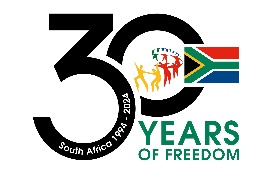 30
South Africa 1994 - 2024
YEARS
OF FREEDOM